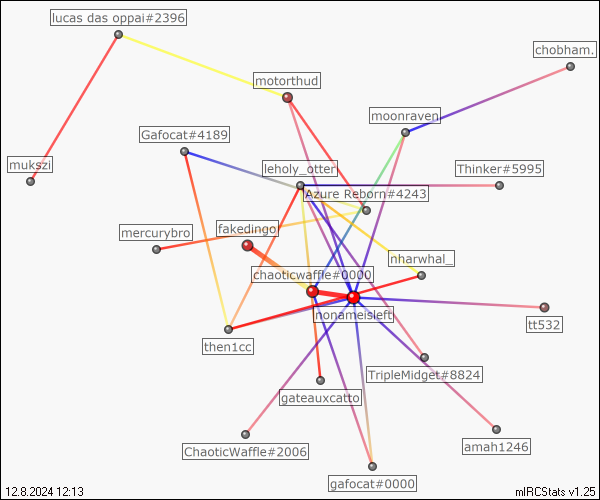 lucas das oppai#2396
chobham.
motorthud
moonraven
Gafocat#4189
mukszi
leholy_otter
Thinker#5995
Azure Reborn#4243
mercurybro
fakedingo!
nharwhal_
chaoticwaffle#0000
nonameisleft
tt532
then1cc
TripleMidget#8824
gateauxcatto
ChaoticWaffle#2006
amah1246
gafocat#0000
12.8.2024 12:13
mIRCStats v1.25